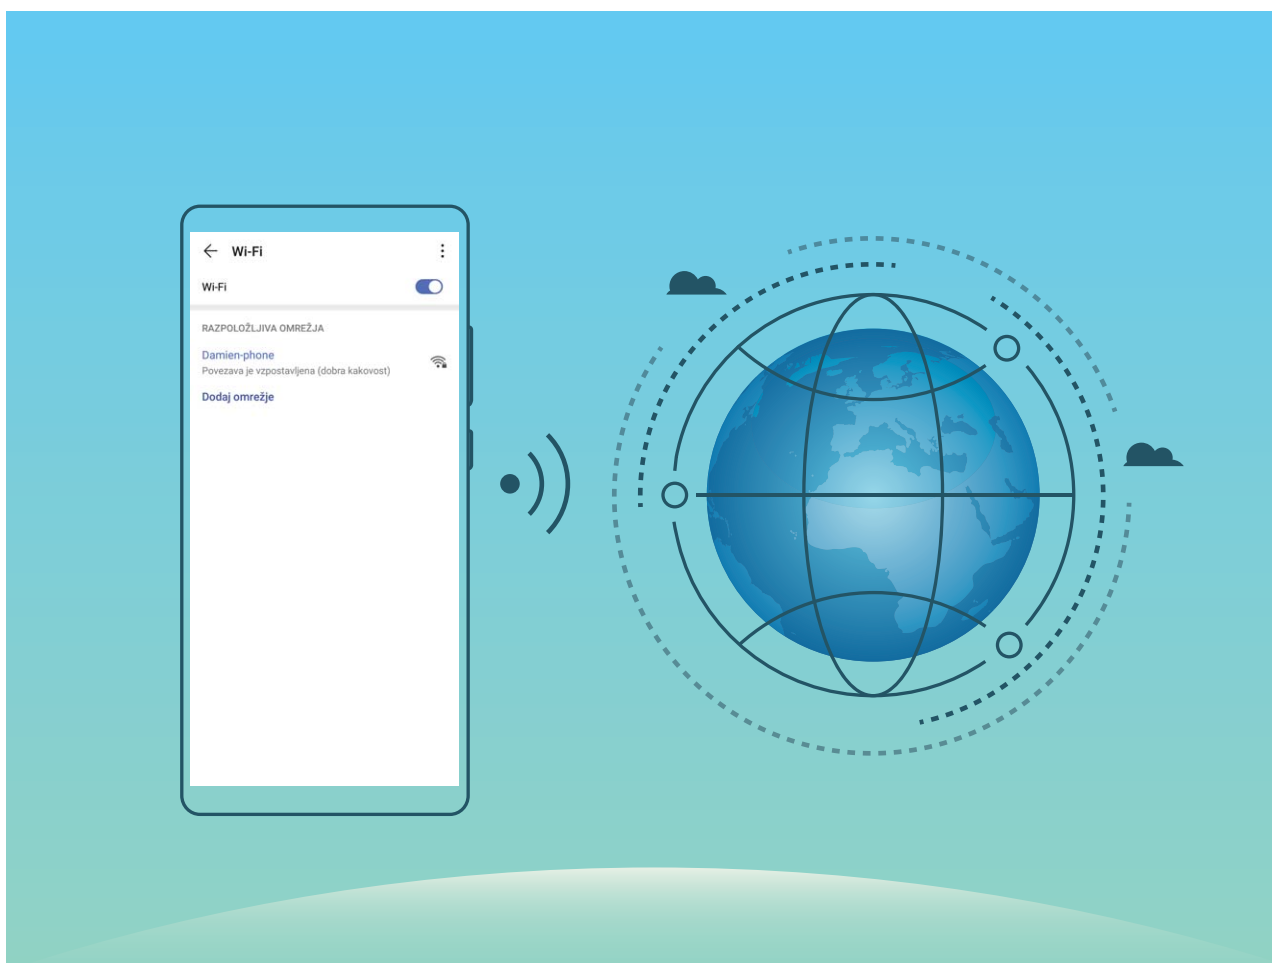 Wi-Fi
Wi-Fi
RAZPOLOŽLJIVA OMREŽJA
Damien-phone
Povezava je vzpostavljena (dobra kakovost)
Dodaj omrežje